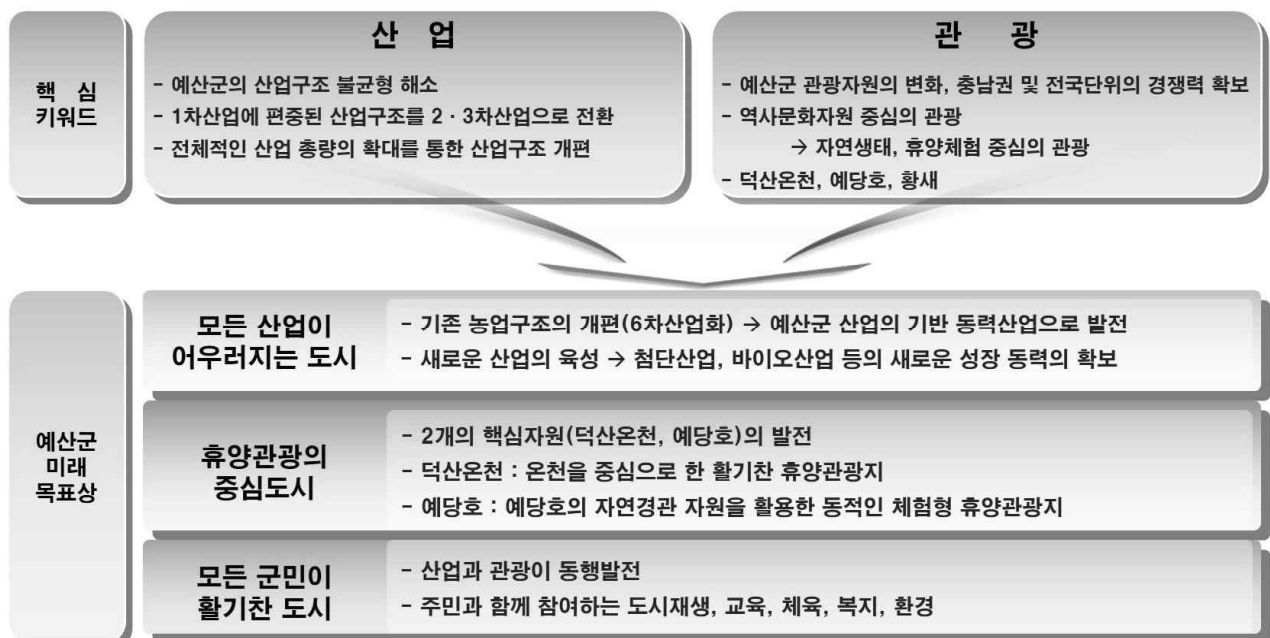 핵 심
키워드
산 업
- 예산군의 산업구조 불균형 해소
- 1차산업에 편중된 산업구조를 2·3차산업으로 전환
- 전체적인 산업 총량의 확대를 통한 산업구조 개편
관 광
- 예산군 관광자원의 변화, 충남권 및 전국단위의 경쟁력 확보
- 역사문화자원 중심의 관광
→ 자연생태, 휴양체험 중심의 관광
- 덕산온천, 예당호, 황새
예산군
미래
목표상
모든 산업이
어우러지는 도시
- 기존 농업구조의 개편(6차산업화) → 예산군 산업의 기반 동력산업으로 발전
- 새로운 산업의 육성 → 첨단산업, 바이오산업 등의 새로운 성장 동력의 확보
휴양관광의
중심도시
- 2개의 핵심자원(덕산온천, 예당호)의 발전
- 덕산온천 : 온천을 중심으로 한 활기찬 휴양관광지
- 예당호 : 예당호의 자연경관 자원을 활용한 동적인 체험형 휴양관광지
모든 군민이
활기찬 도시
- 산업과 관광이 동행발전
- 주민과 함께 참여하는 도시재생, 교육, 체육, 복지, 환경